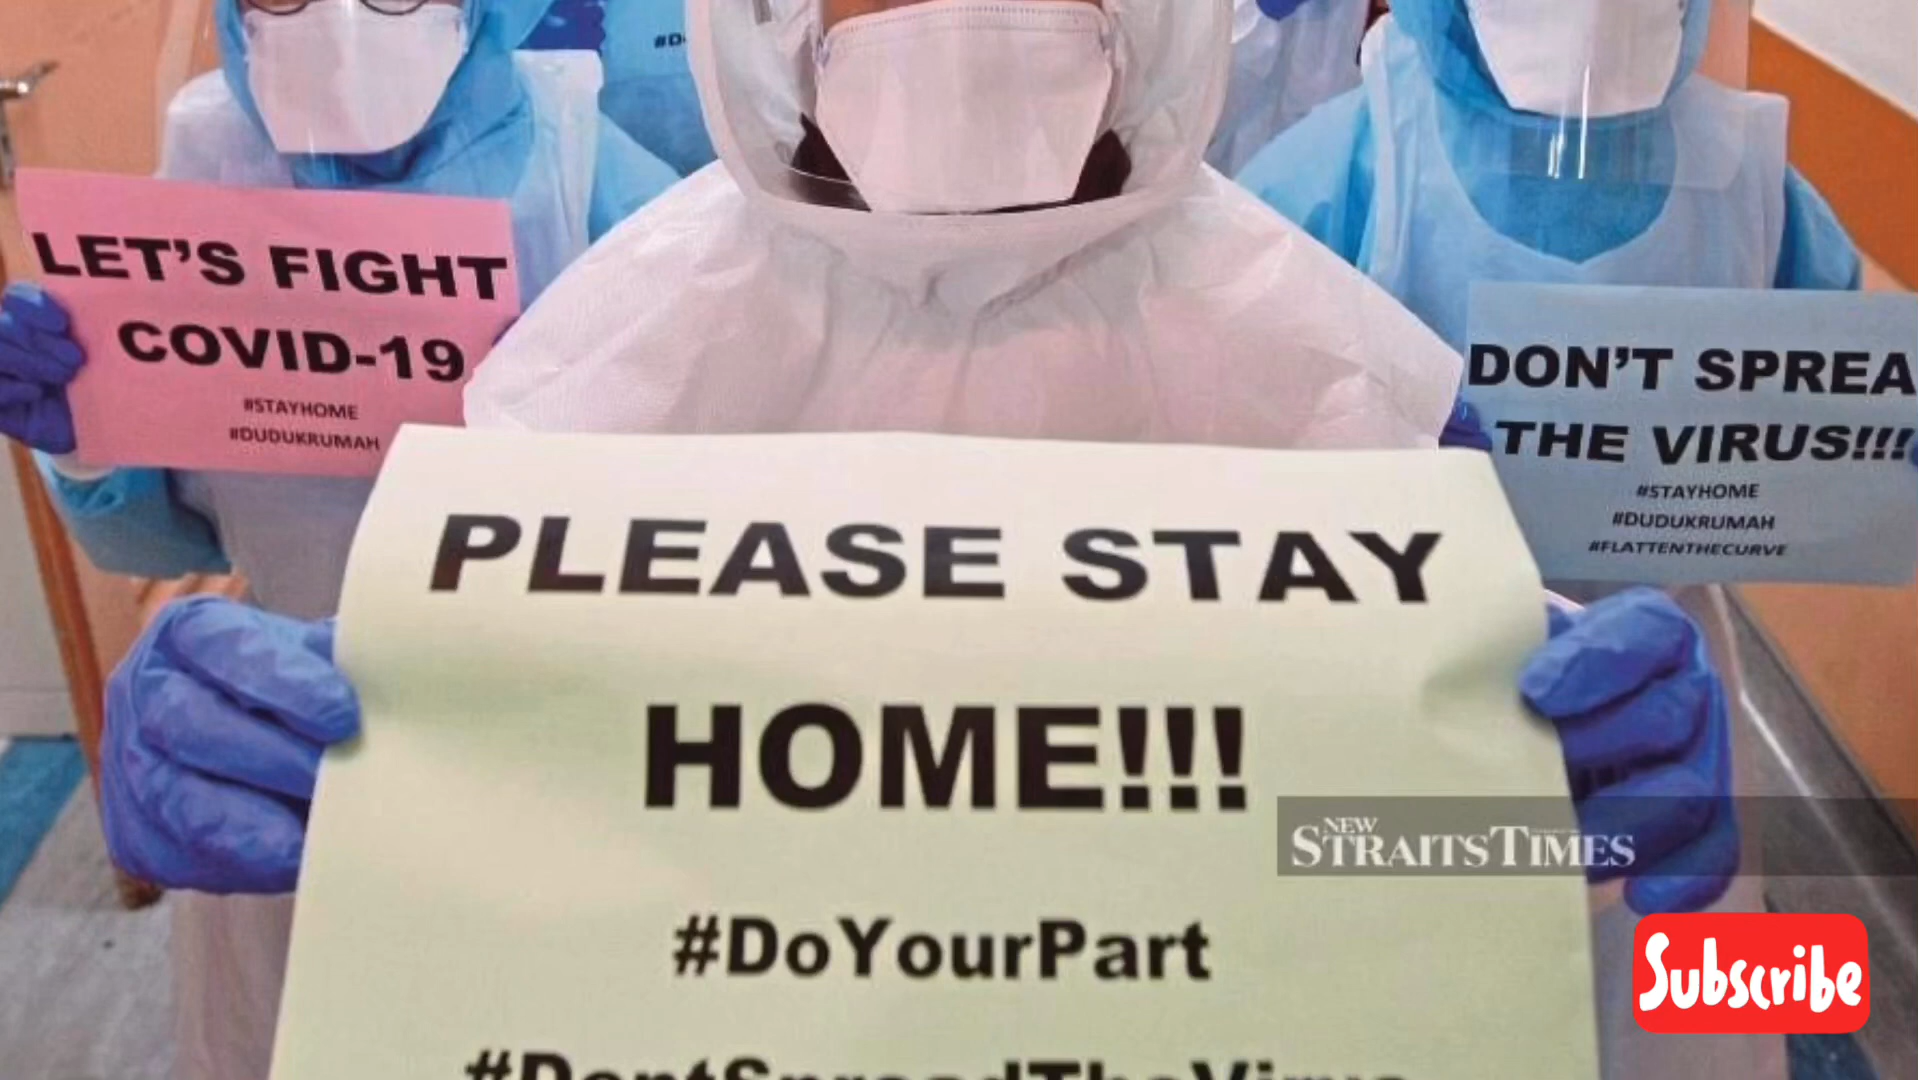 #D
LET'S FIGHT
COVID-19
#STAYHOME
#DUDUKRUMAH
DON'T SPREA
THE VIRUS!!!
#STAYHOME
#DUDUKRUMAH
#FLATTENTHECURVE
PLEASE STAY
HOME!!!
#DoYourPart
#DontSpreadTheVirus
NEW
STRAITS TIMES
Subscribe